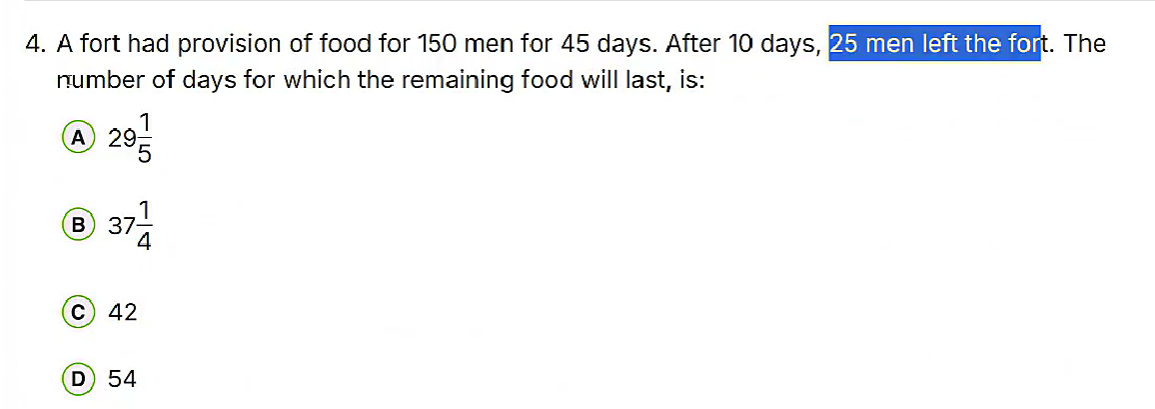 4. A fort had provision of food for 150 men for 45 days. After 10 days, 25 men left the fort. The
number of days for which the remaining food will last, is:
A 29 1/5
B 37 1/4
C 42
D 54